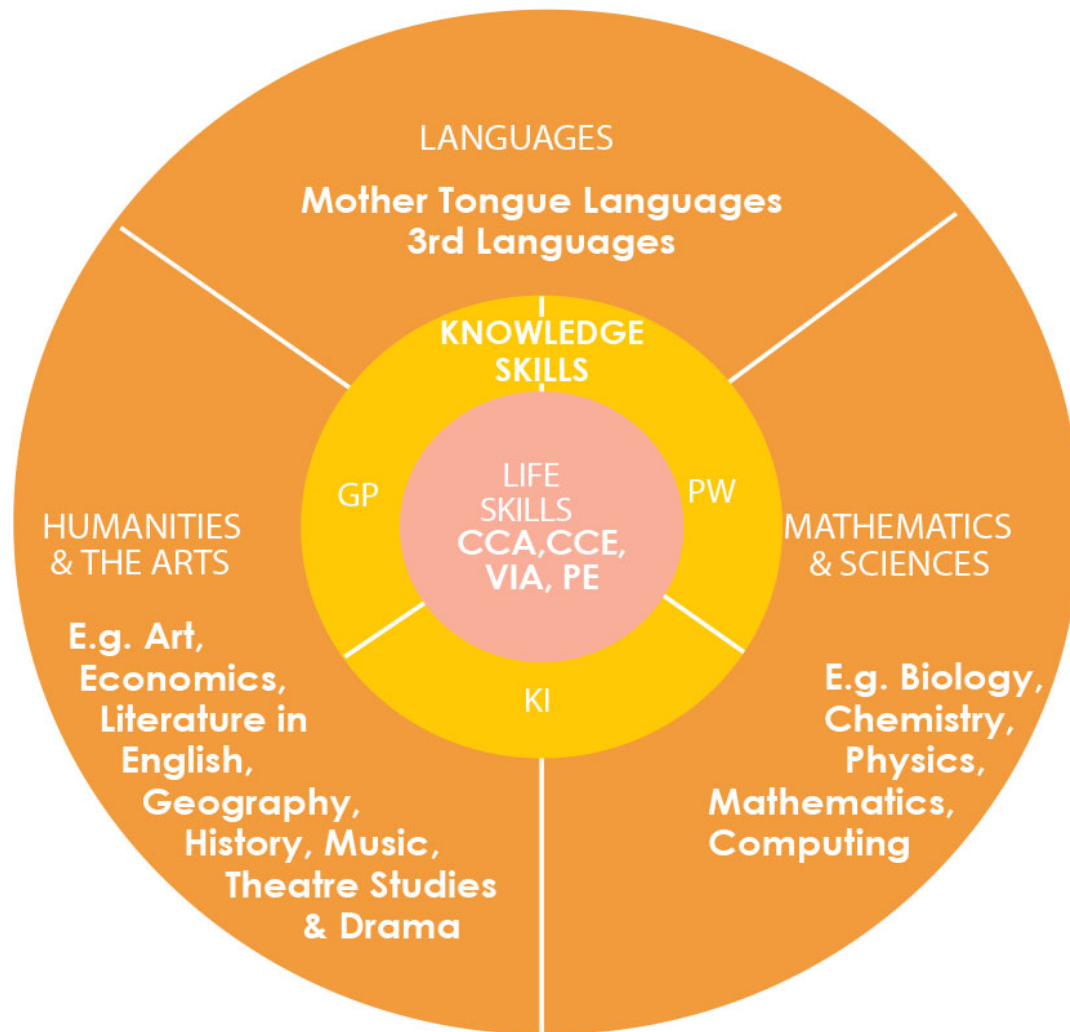 LANGUAGES
Mother Tongue Languages
3rd Languages
KNOWLEDGE
SKILLS
GP
LIFE
SKILLS
CCA,CCE,
VIA, PE
PW
KI
HUMANITIES
& THE ARTS
E.g. Art,
Economics,
Literature in
English,
Geography,
History, Music,
Theatre Studies
& Drama
MATHEMATICS
& SCIENCES
E.g. Biology,
Chemistry,
Physics,
Mathematics,
Computing